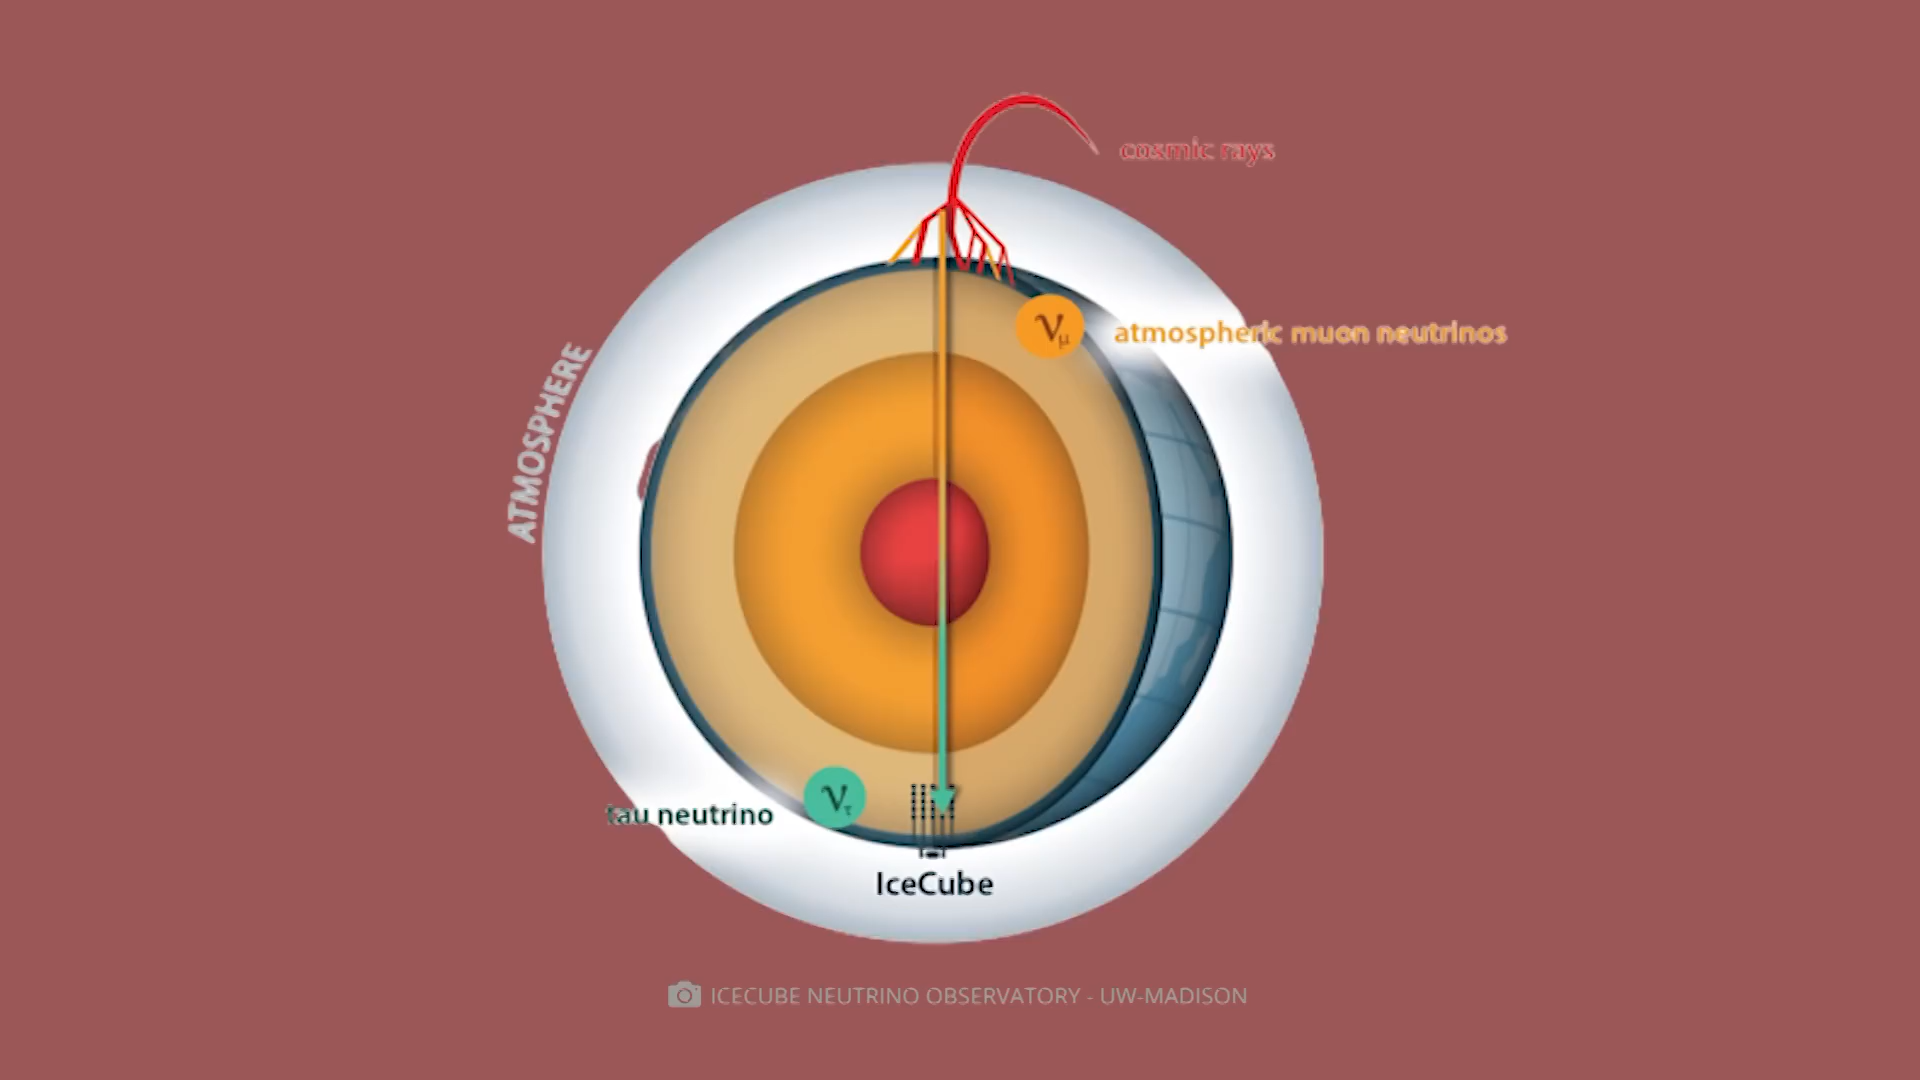 cosmic rays
νμ
atmospheric muon neutrinos
ATMOSPHERE
ντ
tau neutrino
IceCube
ICECUBE NEUTRINO OBSERVATORY - UW-MADISON